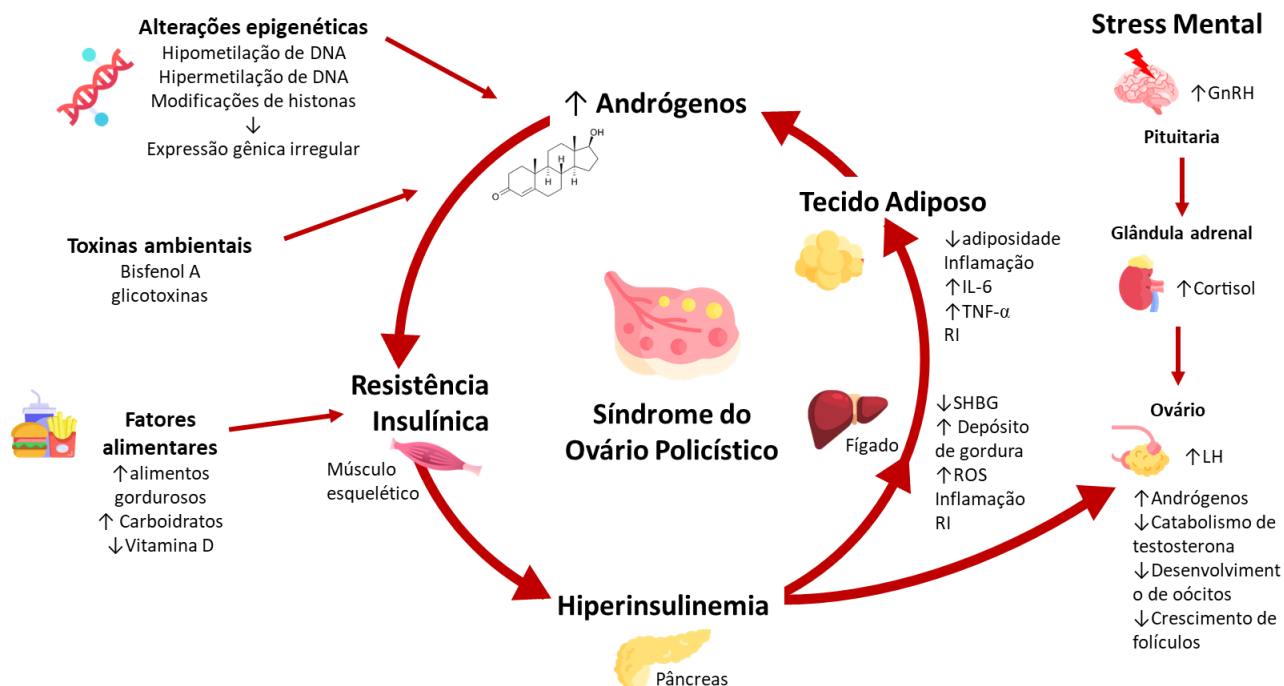 Alterações epigenéticas
Hipometilação de DNA
Hipermetilação de DNA
Modificações de histonas
↓
Expressão gênica irregular
Toxinas ambientais
Bisfenol A
glicotoxinas
Fatores
alimentares
↑alimentos
gordurosos
↑ Carboidratos
↓Vitamina D
↑ Andrógenos
OH
H
H
H
O
Resistência
Insulínica
Músculo
esquelético
Síndrome do
Ovário Policístico
Hiperinsulinemia
Pâncreas
Tecido Adiposo
↓adiposidade
Inflamação
↑IL-6
↑TNF-α
RI
Fígado
↓SHBG
↑ Depósito
de gordura
↑ROS
Inflamação
RI
Stress Mental
↑GnRH
Pituitaria
Glândula adrenal
↑Cortisol
Ovário
↑LH
↑Andrógenos
↓Catabolismo de
testosterona
↓Desenvolviment
o de oócitos
↓Crescimento de
folículos